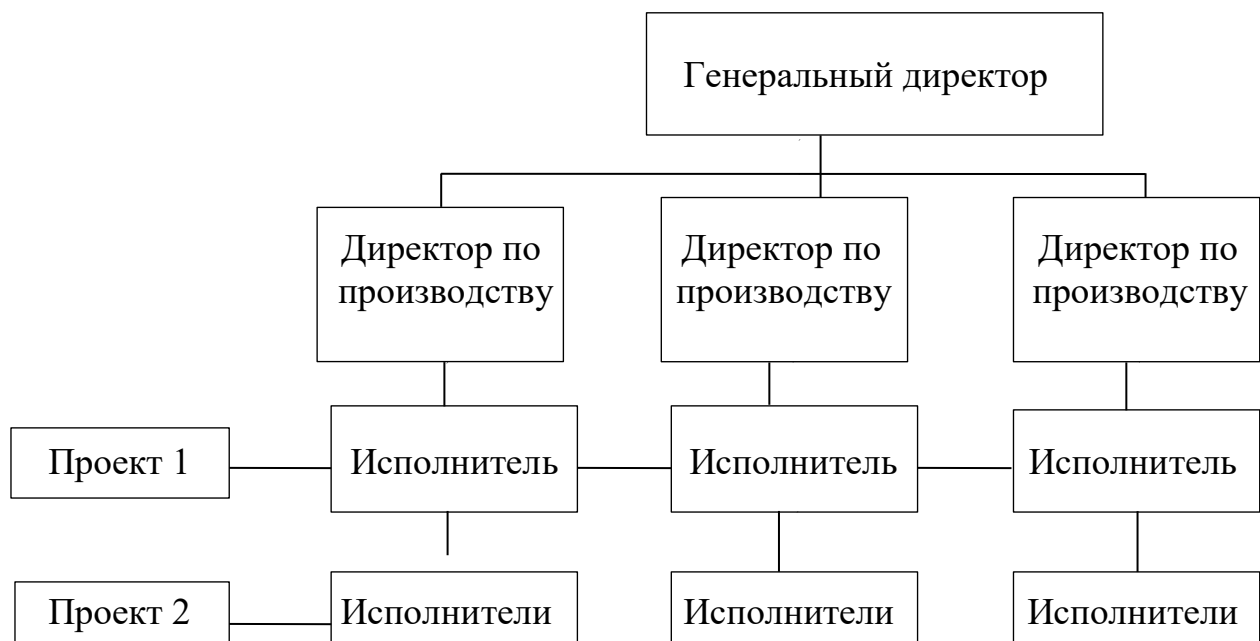 Генеральный директор
Директор по
производству
Директор по
производству
Директор по
производству
Проект 1
Исполнитель
Исполнитель
Исполнитель
Проект 2
Исполнители
Исполнители
Исполнители